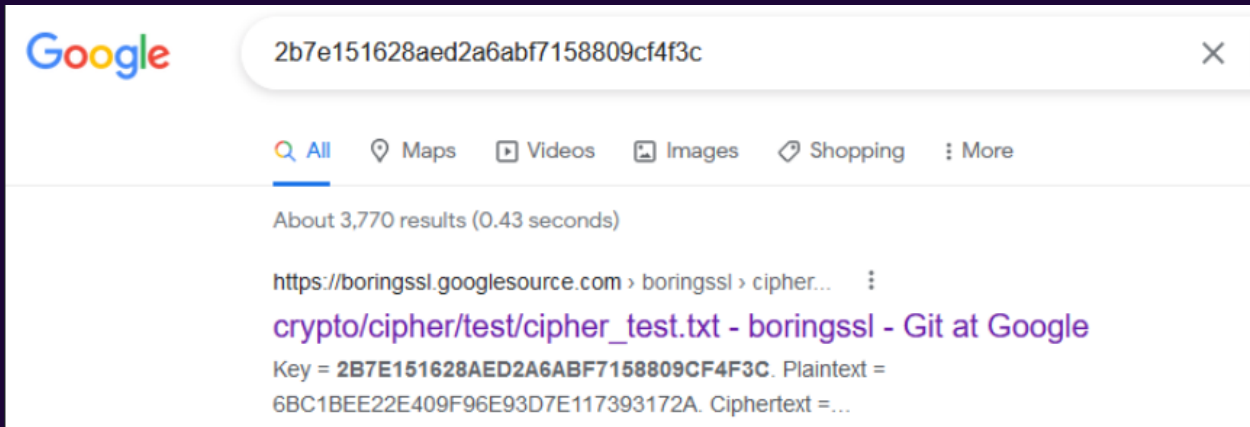 Google
2b7e151628aed2a6abf7158809cf4f3c
All Maps Videos Images Shopping More
About 3,770 results (0.43 seconds)
https://boringssl.googlesource.com › boringssl › cipher...
crypto/cipher/test/cipher_test.txt - boringssl - Git at Google
Key = 2B7E151628AED2A6ABF7158809CF4F3C. Plaintext =
6BC1BEE22E409F96E93D7E117393172A. Ciphertext =...